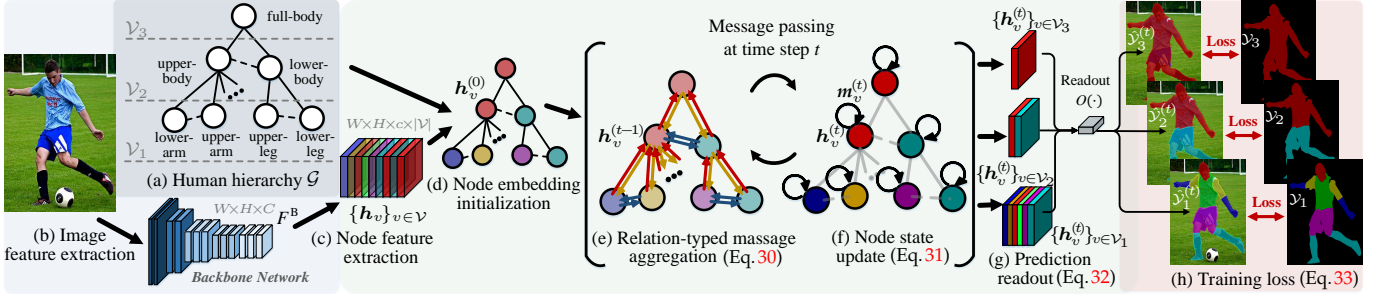 full-body
𝒱₃
upper-
body
lower-
body
𝒱₂
lower-
arm
upper-
arm
upper-
leg
lower-
leg
𝒱₁
(a) Human hierarchy 𝒢
(b) Image
feature extraction
W×H×C
F^B
Backbone Network
W×H×c×|𝒱|
{h_v}_{v∈𝒱}
(c) Node feature
extraction
h_v^{(0)}
(d) Node embedding
initialization
Message passing
at time step t
h_v^{(t−1)}
(e) Relation-typed massage
aggregation (Eq. 30)
m_v^{(t)}
h_v^{(t)}
(f) Node state
update (Eq. 31)
{h_v^{(t)}}_{v∈𝒱₃}
{h_v^{(t)}}_{v∈𝒱₂}
{h_v^{(t)}}_{v∈𝒱₁}
Readout
O(·)
(g) Prediction
readout (Eq. 32)
𝒴̂₃^{(t)}
Loss
𝒴₃
𝒴̂₂^{(t)}
Loss
𝒴₂
𝒴̂₁^{(t)}
Loss
𝒴₁
(h) Training loss (Eq. 33)